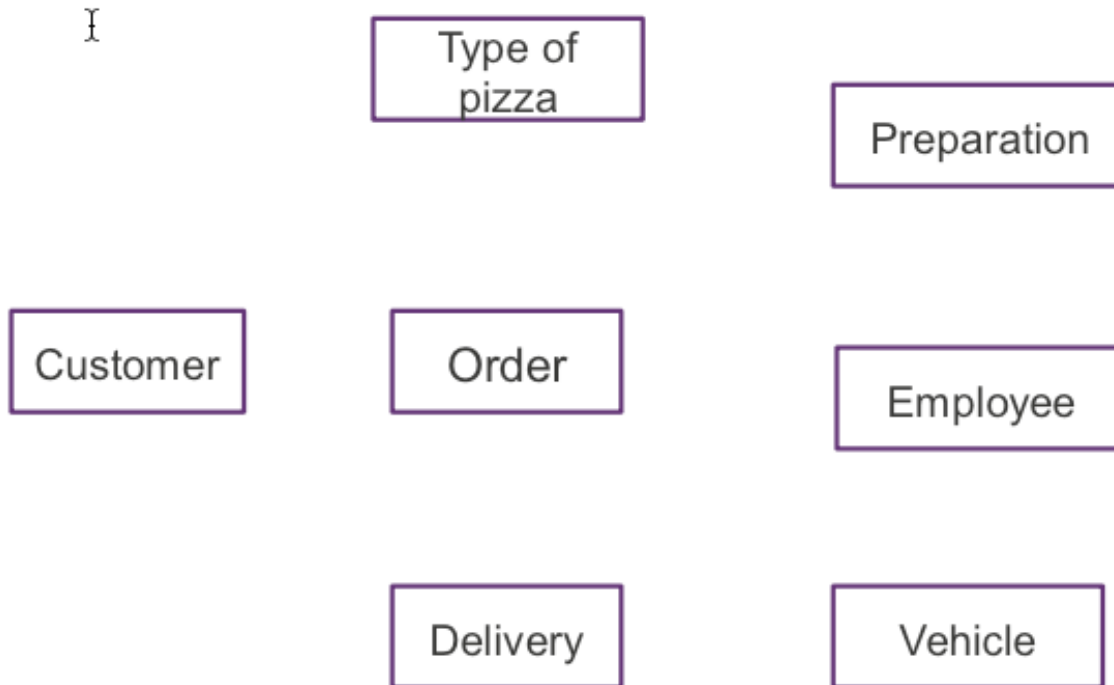 Type of
pizza
Preparation
Customer
Order
Employee
Delivery
Vehicle